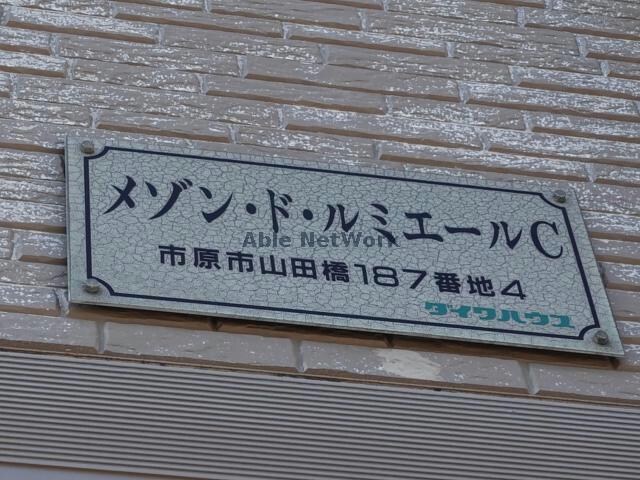 メゾン・ド・ルミエールC
Able NetWork
市原市山田橋187番地4
ダイワハウス